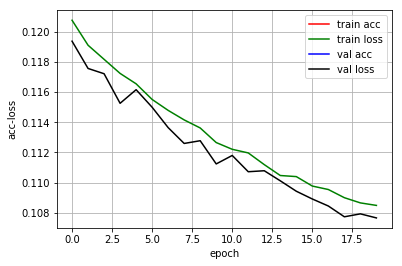 0.120
0.118
0.116
0.114
0.112
0.110
0.108
acc-loss
train acc
train loss
val acc
val loss
0.0 2.5 5.0 7.5 10.0 12.5 15.0 17.5
epoch